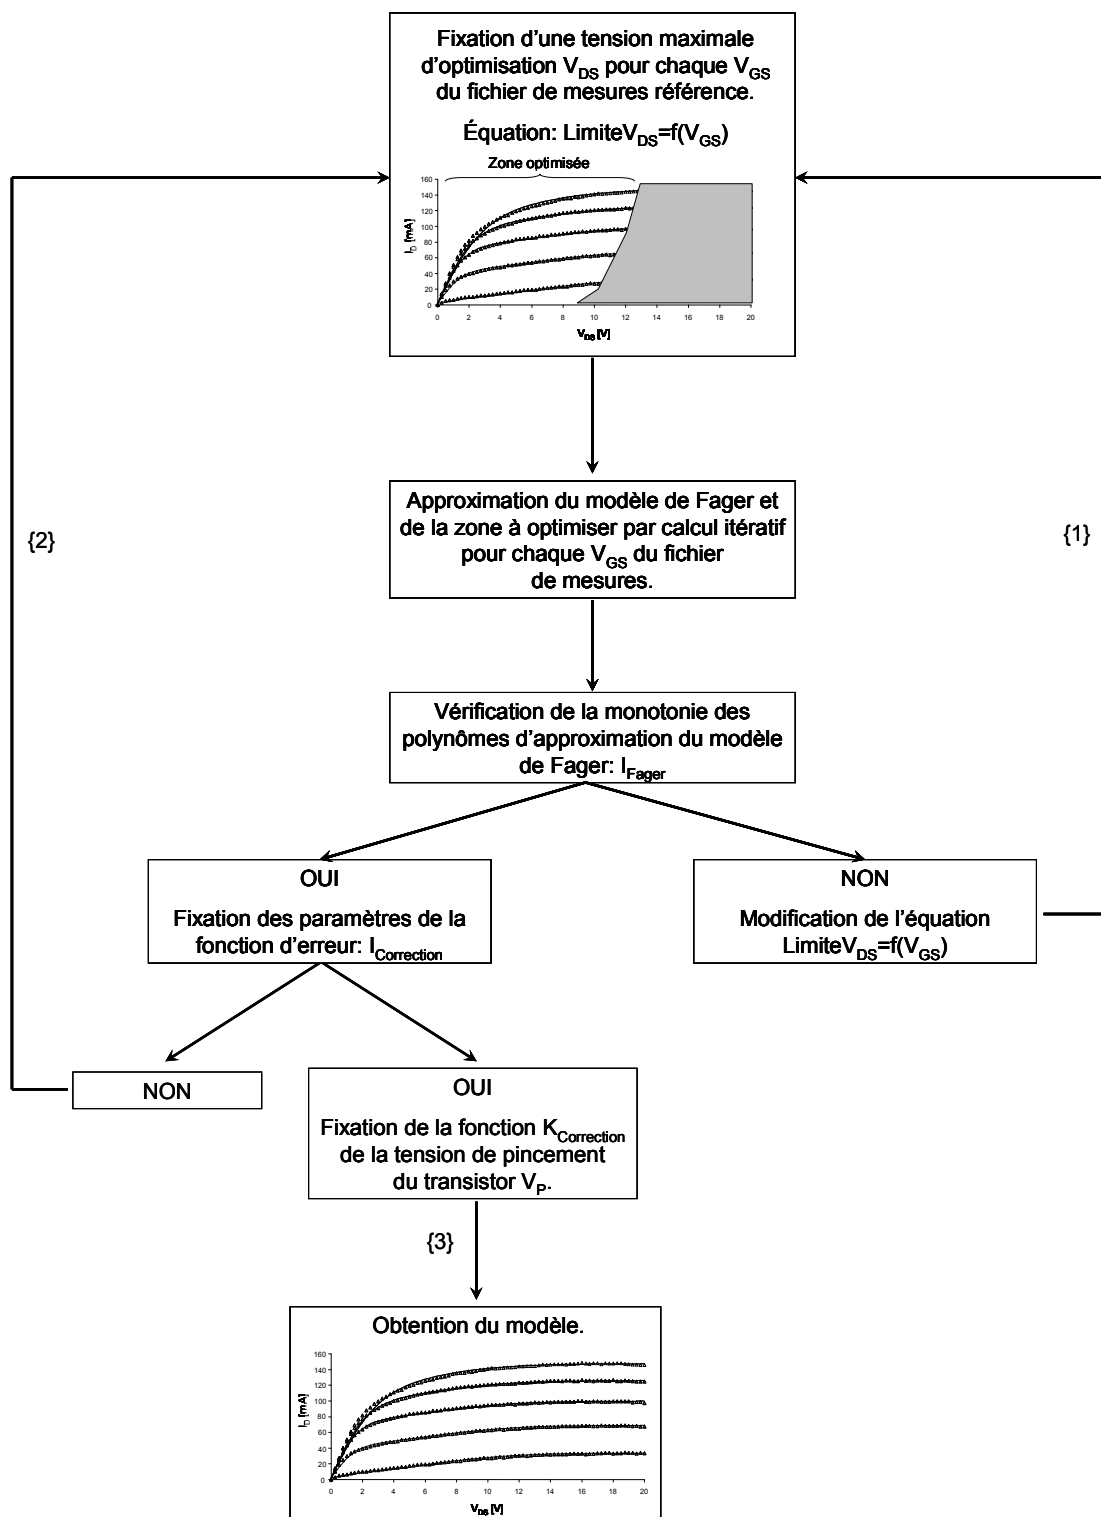 Fixation d'une tension maximale
d'optimisation VDS pour chaque VGS
du fichier de mesures référence.
Équation: LimiteVDS=f(VGS)
Zone optimisée
160
140
120
100
80
60
40
20
0
ID [mA]
0 2 4 6 8 10 12 14 16 18 20
VDS [V]
Approximation du modèle de Fager et
de la zone à optimiser par calcul itératif
pour chaque VGS du fichier
de mesures.
{2}
{1}
Vérification de la monotonie des
polynômes d'approximation du modèle
de Fager: IFager
OUI
Fixation des paramètres de la
fonction d'erreur: ICorrection
NON
Modification de l'équation
LimiteVDS=f(VGS)
NON
OUI
Fixation de la fonction KCorrection
de la tension de pincement
du transistor VP.
{3}
Obtention du modèle.
160
140
120
100
80
60
40
20
0
ID [mA]
0 2 4 6 8 10 12 14 16 18 20
VDS [V]